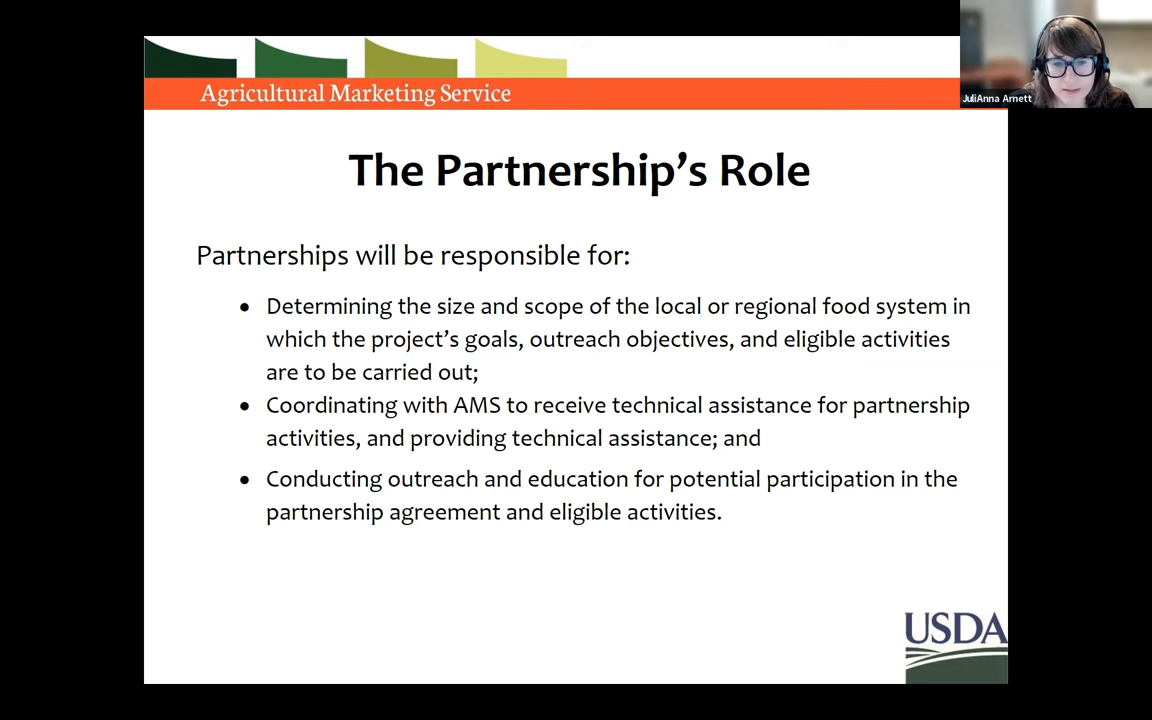 Agricultural Marketing Service
JuliAnna Arnett
The Partnership’s Role
Partnerships will be responsible for:
• Determining the size and scope of the local or regional food system in
which the project’s goals, outreach objectives, and eligible activities
are to be carried out;
• Coordinating with AMS to receive technical assistance for partnership
activities, and providing technical assistance; and
• Conducting outreach and education for potential participation in the
partnership agreement and eligible activities.
USDA